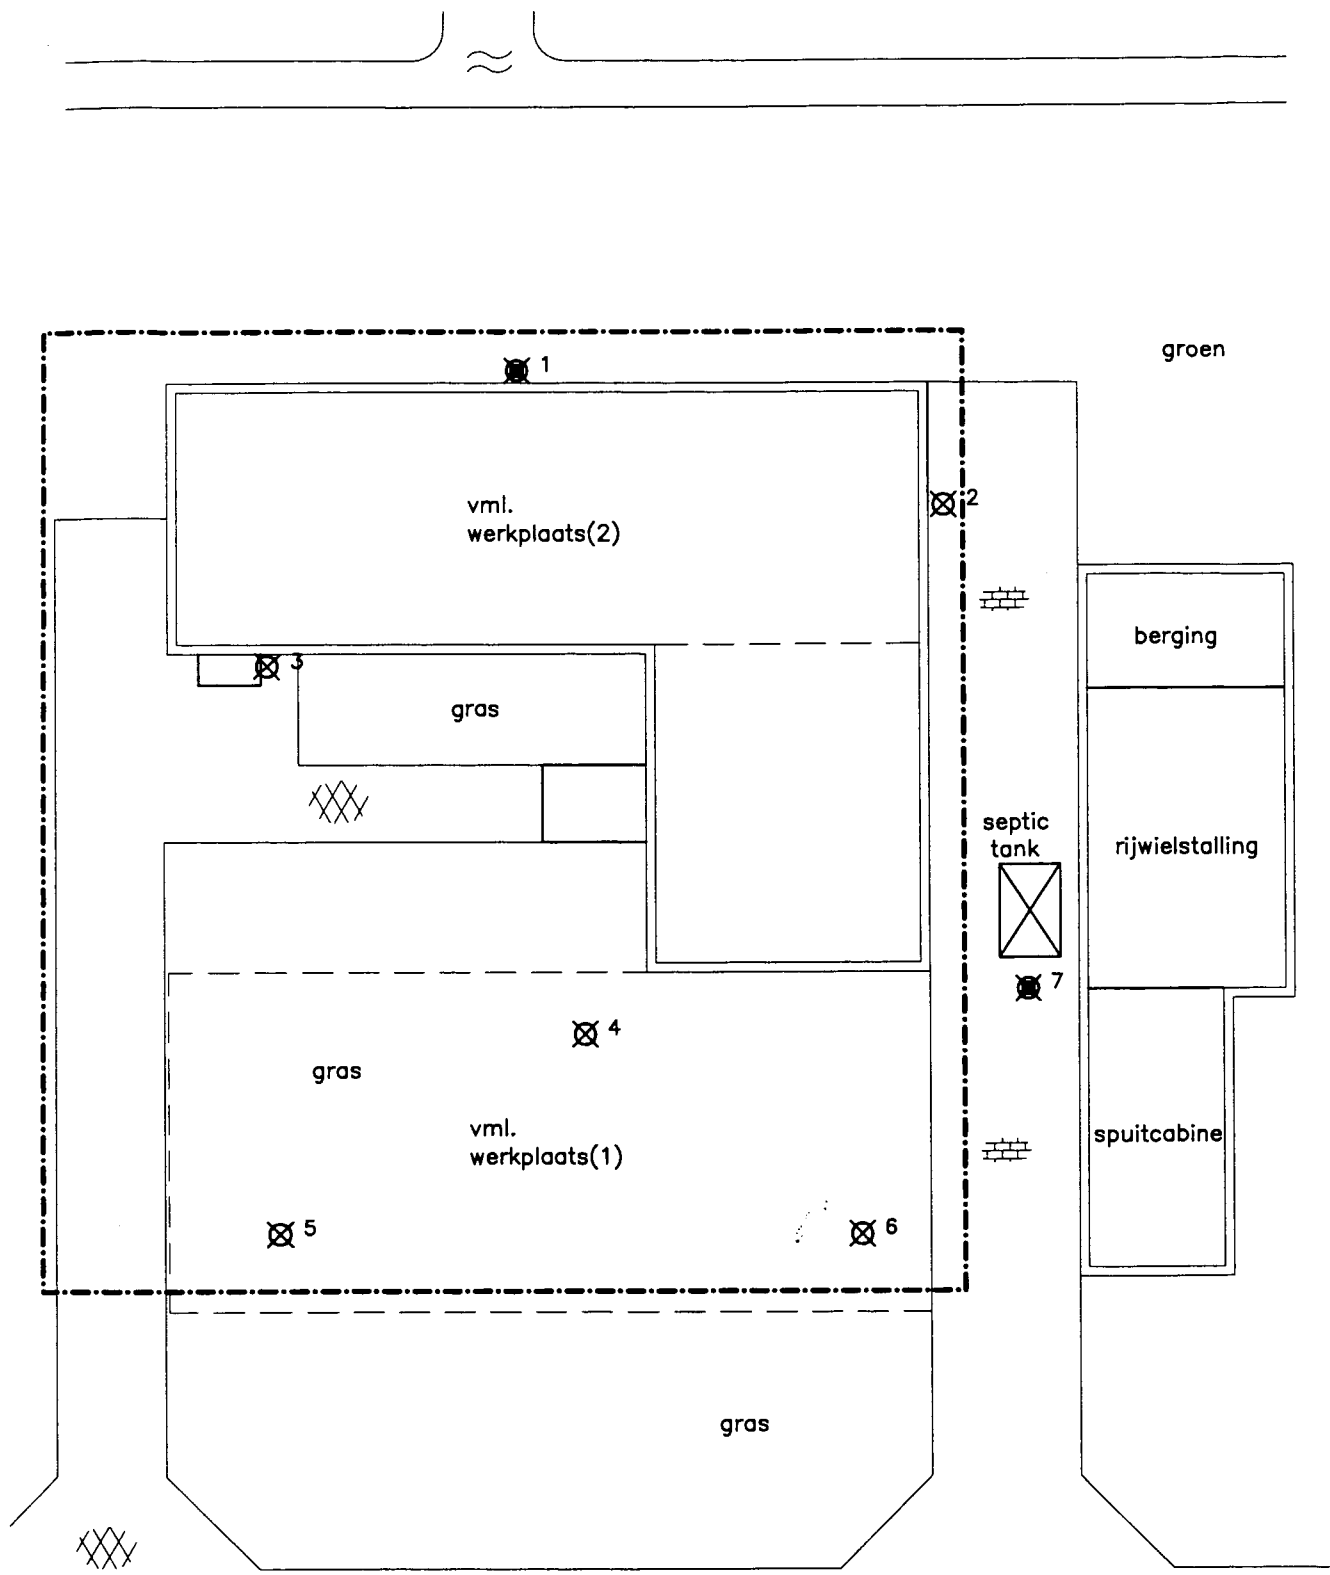 groen
1
2
vml.
werkplaats(2)
berging
3
gras
septic
tank
rijwielstalling
7
4
gras
vml.
werkplaats(1)
spuitcabine
5
6
gras